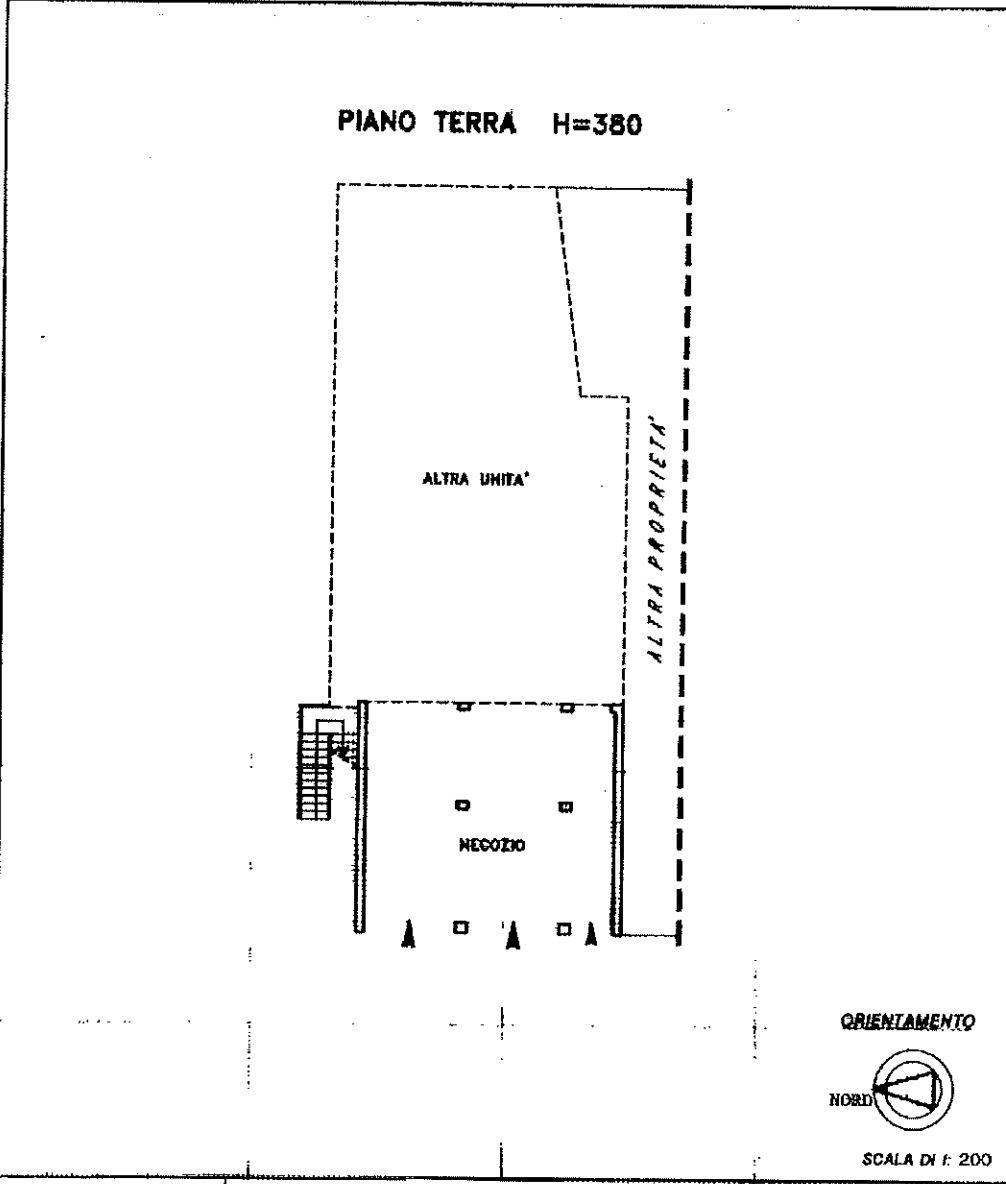 PIANO TERRA H=380
ALTRA UNITA'
ALTRA PROPRIETA'
NEGOZIO
ORIENTAMENTO
NORD
SCALA DI 1: 200